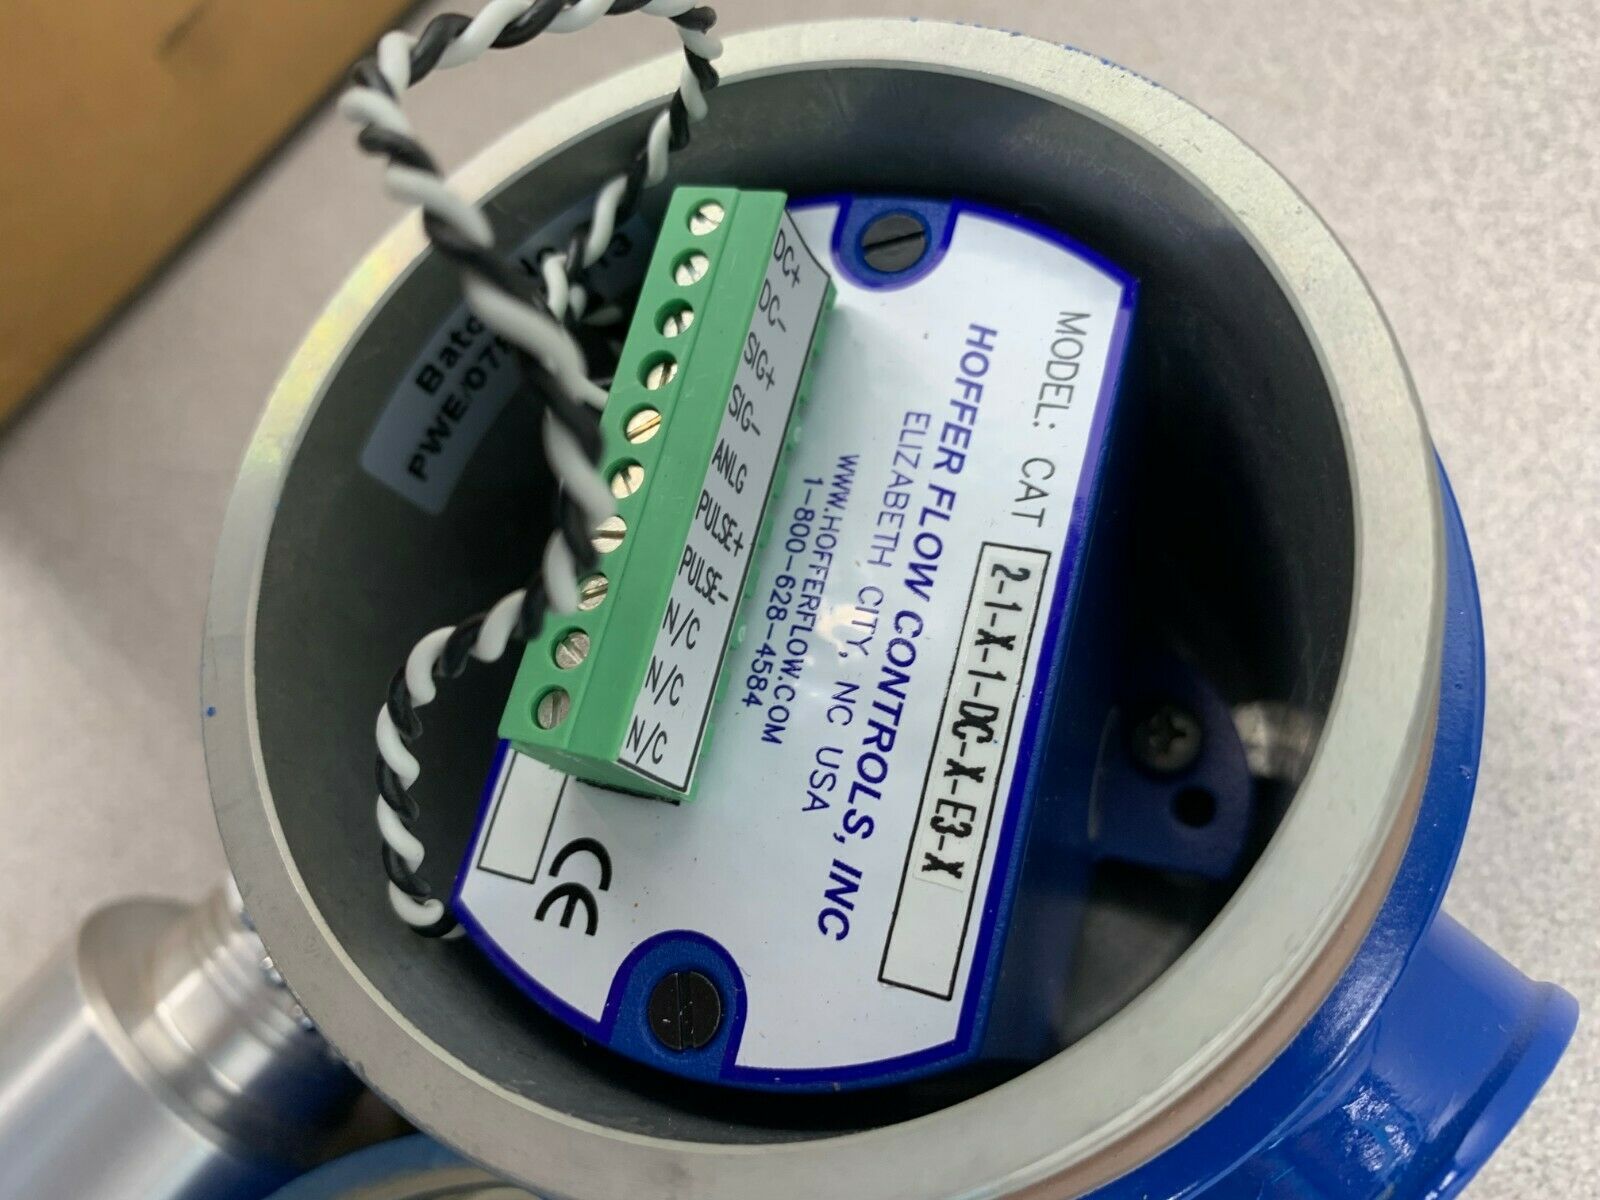 MODEL: CAT 2-1-X-1-DC-X-E3-X
HOFFER FLOW CONTROLS, INC
ELIZABETH CITY, NC USA
WWW.HOFFERFLOW.COM
1-800-628-4584
DC+
DC-
SIG+
SIG-
ANLG
PULSE+
PULSE-
N/C
N/C
N/C
CE